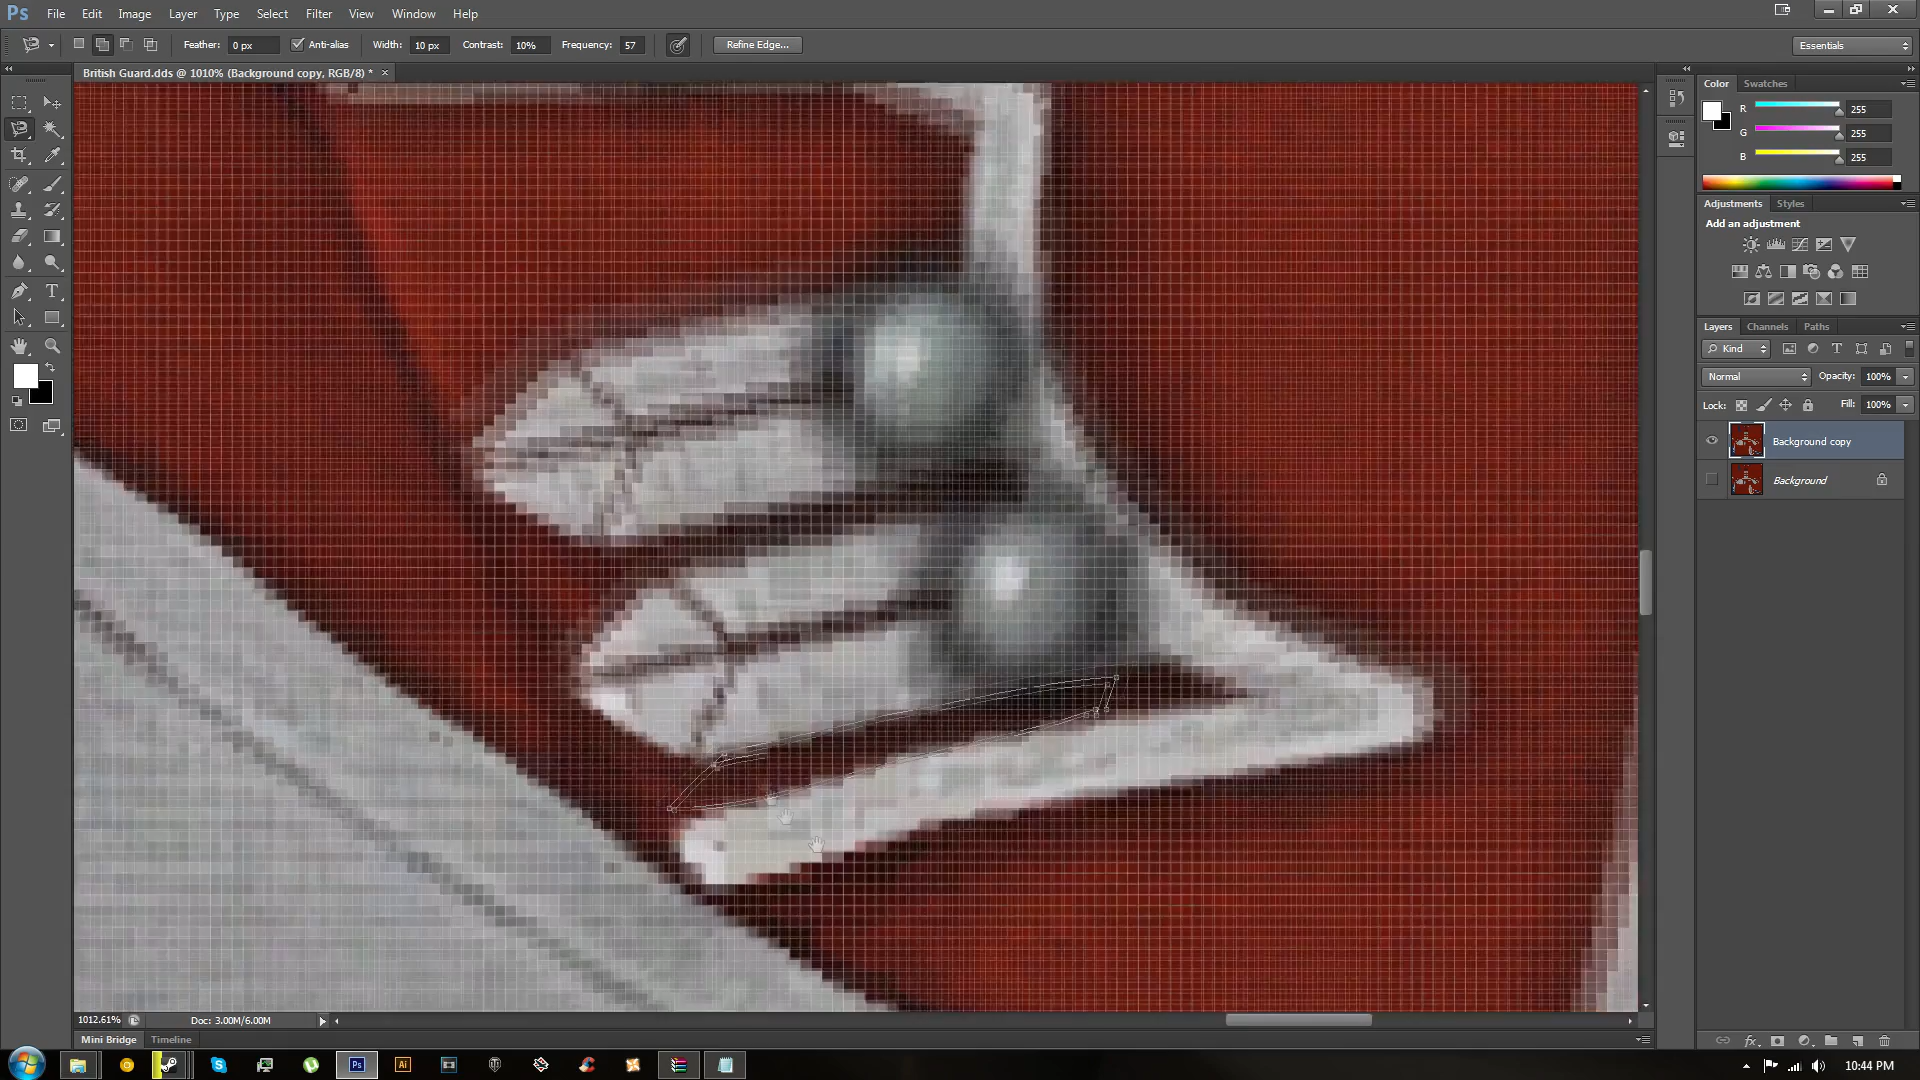 Ps File Edit Image Layer Type Select Filter View Window Help
Feather: 0 px Anti-alias Width: 10 px Contrast: 10% Frequency: 57 Refine Edge... Essentials
British Guard.dds @ 1010% (Background copy, RGB/8) * ×
Color Swatches
R 255
G 255
B 255
Adjustments Styles
Add an adjustment
Layers Channels Paths
Kind
Normal Opacity: 100%
Lock: Fill: 100%
Background copy
Background
fx
1012.61% Doc: 3.00M/6.00M
Mini Bridge Timeline
Ps Ai 10:44 PM